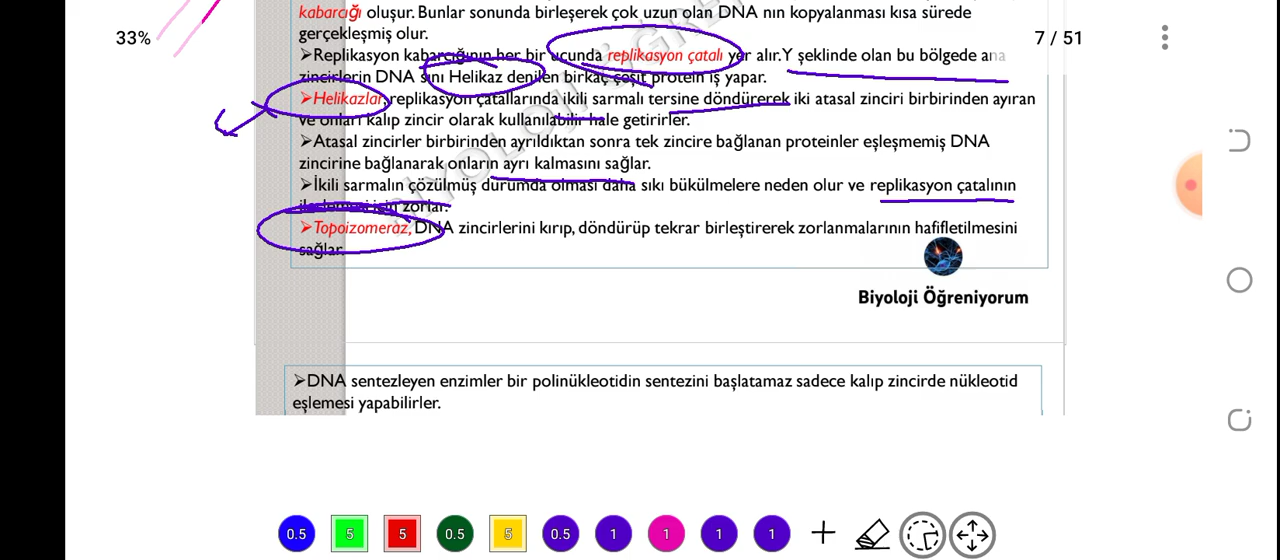 kabarcığı oluşur. Bunlar sonunda birleşerek çok uzun olan DNA nın kopyalanması kısa sürede
33%
gerçekleşmiş olur.
7 / 51
➢Replikasyon kabarcığının her bir ucunda replikasyon çatalı yer alır.Y şeklinde olan bu bölgede ana
zincirlerin DNA sını Helikaz denilen birkaç çeşit protein iş yapar.
➢Helikazlar, replikasyon çatallarında ikili sarmalı tersine döndürerek iki atasal zinciri birbirinden ayıran
ve onları kalıp zincir olarak kullanılabilir hale getirirler.
➢Atasal zincirler birbirinden ayrıldıktan sonra tek zincire bağlanan proteinler eşleşmemiş DNA
zincirine bağlanarak onların ayrı kalmasını sağlar.
➢İkili sarmalın çözülmüş durumda olması daha sıkı bükülmelere neden olur ve replikasyon çatalının
ilerlemesi için zorlar.
➢Topoizomeraz, DNA zincirlerini kırıp, döndürüp tekrar birleştirerek zorlanmalarının hafifletilmesini
sağlar.
Biyoloji Öğreniyorum
➢DNA sentezleyen enzimler bir polinükleotidin sentezini başlatamaz sadece kalıp zincirde nükleotid
eşlemesi yapabilirler.
0.5 5 5 0.5 5 0.5 1 1 1 1